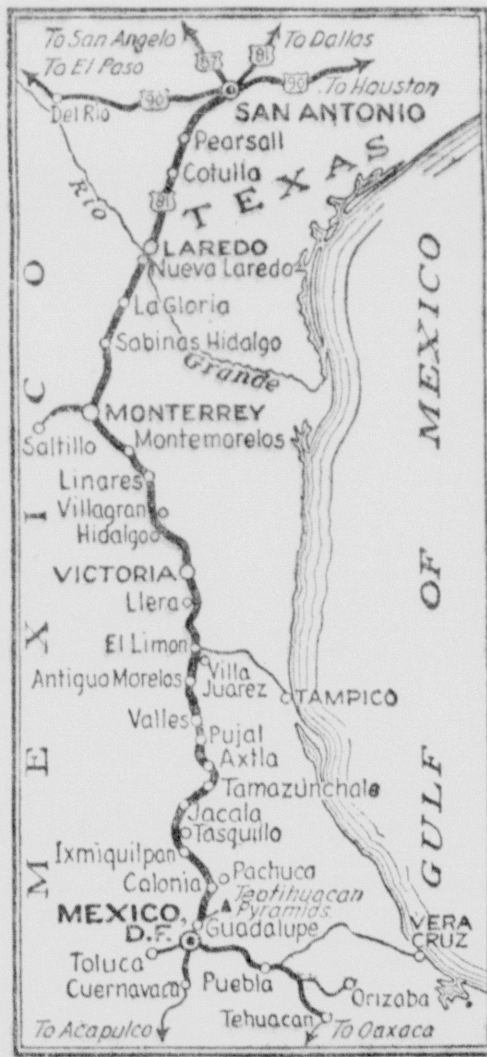 To San Angelo
To Dallas
To El Paso
87
81
90
90
To Houston
Del Rio
SAN ANTONIO
Pearsall
Cotulla
TEXAS
Rio
81
LAREDO
Nueva Laredo
La Gloria
Sabinas Hidalgo
Grande
MONTERREY
Saltillo
Montemorelos
Linares
Villagran
Hidalgo
VICTORIA
Llera
El Limon
Villa
Juarez
Antigua Morelos
TAMPICO
Valles
Pujal
Axtla
Tamazunchale
Jacala
Tasquillo
Ixmiquilpan
Pachuca
Colonia
Teotihuacan
Pyramids
MEXICO,
D.F.
Guadalupe
VERA
CRUZ
Toluca
Puebla
Cuernavaca
Orizaba
Tehuacan
To Acapulco
To Oaxaca
MEXICO
GULF OF MEXICO